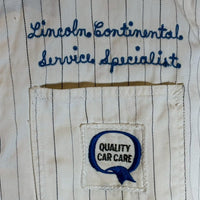 Lincoln Continental
Service Specialist
QUALITY
CAR CARE